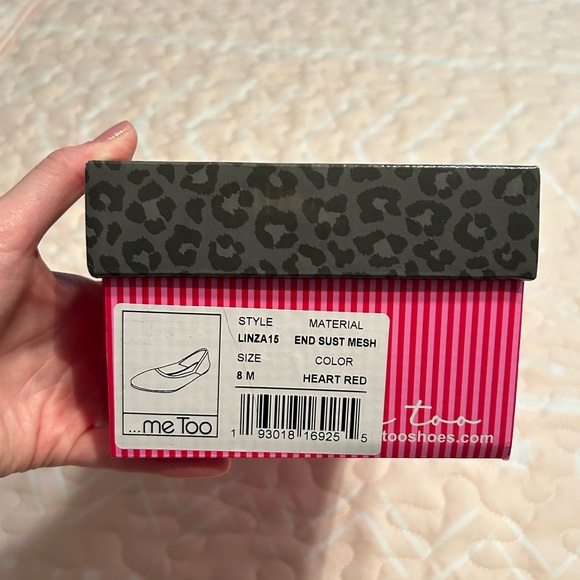 STYLE MATERIAL
LINZA15 END SUST MESH
SIZE COLOR
8 M HEART RED
...me Too
1 93018 16925 5
too
tooshoes.com